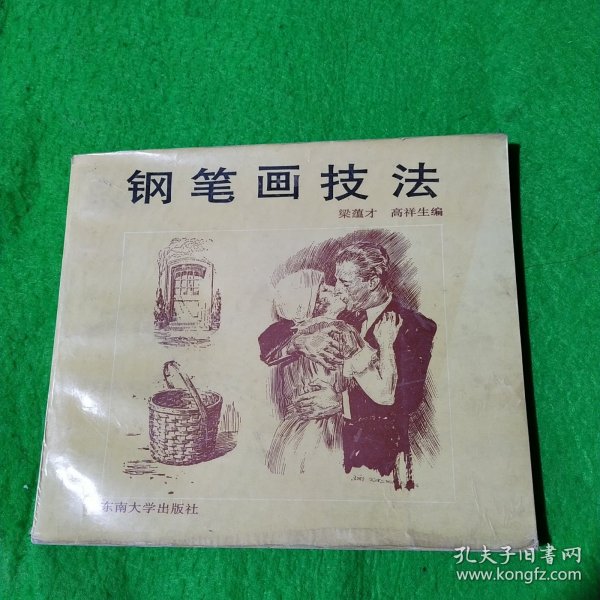 钢笔画技法
梁蕴才 高祥生编
东南大学出版社
孔夫子旧书网
www.kongfz.com